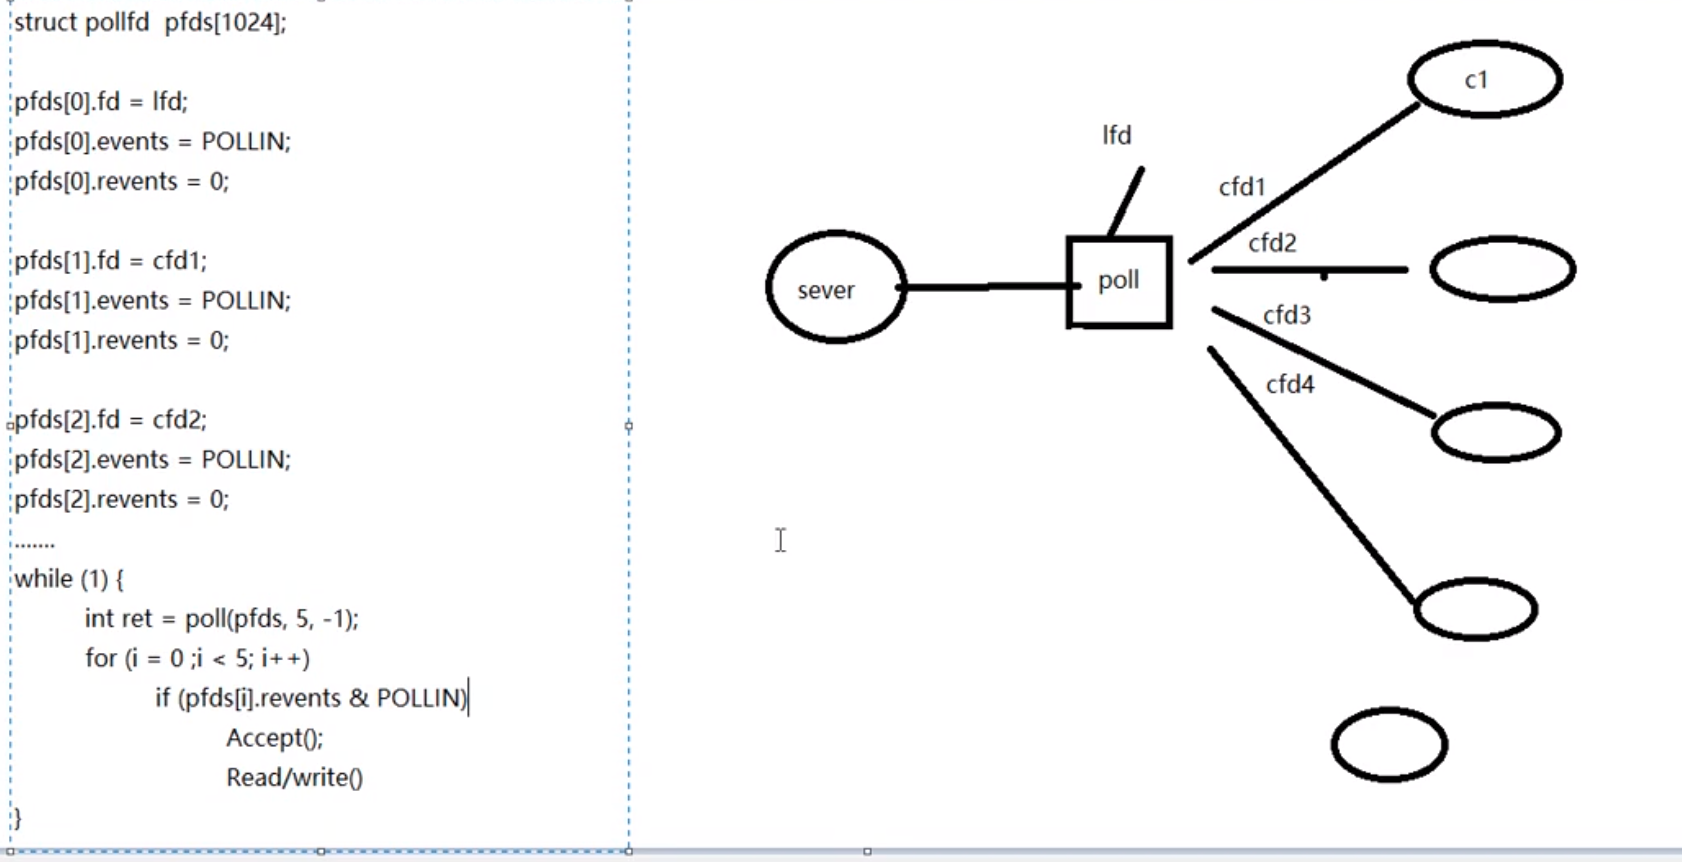 struct pollfd  pfds[1024];
pfds[0].fd = lfd;
pfds[0].events = POLLIN;
pfds[0].revents = 0;
pfds[1].fd = cfd1;
pfds[1].events = POLLIN;
pfds[1].revents = 0;
pfds[2].fd = cfd2;
pfds[2].events = POLLIN;
pfds[2].revents = 0;
.......
while (1) {
int ret = poll(pfds, 5, -1);
for (i = 0 ;i < 5; i++)
if (pfds[i].revents & POLLIN)
Accept();
Read/write()
}
c1
lfd
cfd1
cfd2
sever
poll
cfd3
cfd4